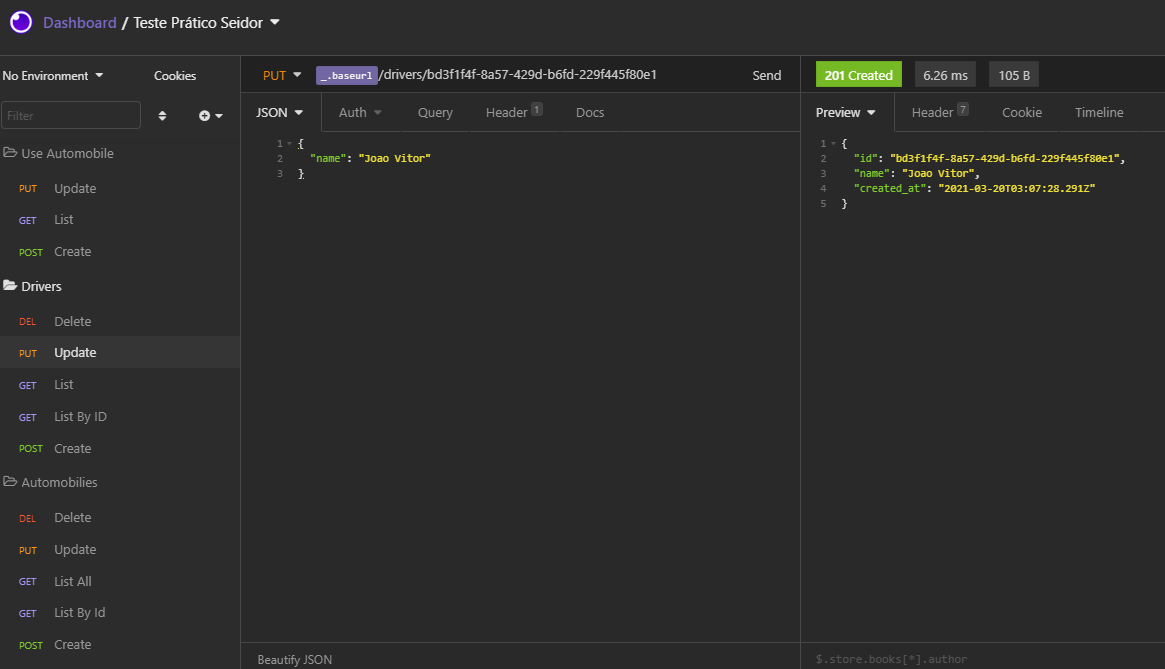 Dashboard / Teste Prático Seidor
No Environment
Cookies
Filter
Use Automobile
PUT Update
GET List
POST Create
Drivers
DEL Delete
PUT Update
GET List
GET List By ID
POST Create
Automobilies
DEL Delete
PUT Update
GET List All
GET List By Id
POST Create
PUT _.baseurl/drivers/bd3f1f4f-8a57-429d-b6fd-229f445f80e1 Send
JSON Auth Query Header 1 Docs
1 {
2 "name": "Joao Vitor"
3 }
Beautify JSON
201 Created 6.26 ms 105 B
Preview Header 7 Cookie Timeline
1 {
2 "id": "bd3f1f4f-8a57-429d-b6fd-229f445f80e1",
3 "name": "Joao Vitor",
4 "created_at": "2021-03-20T03:07:28.291Z"
5 }
$.store.books[*].author